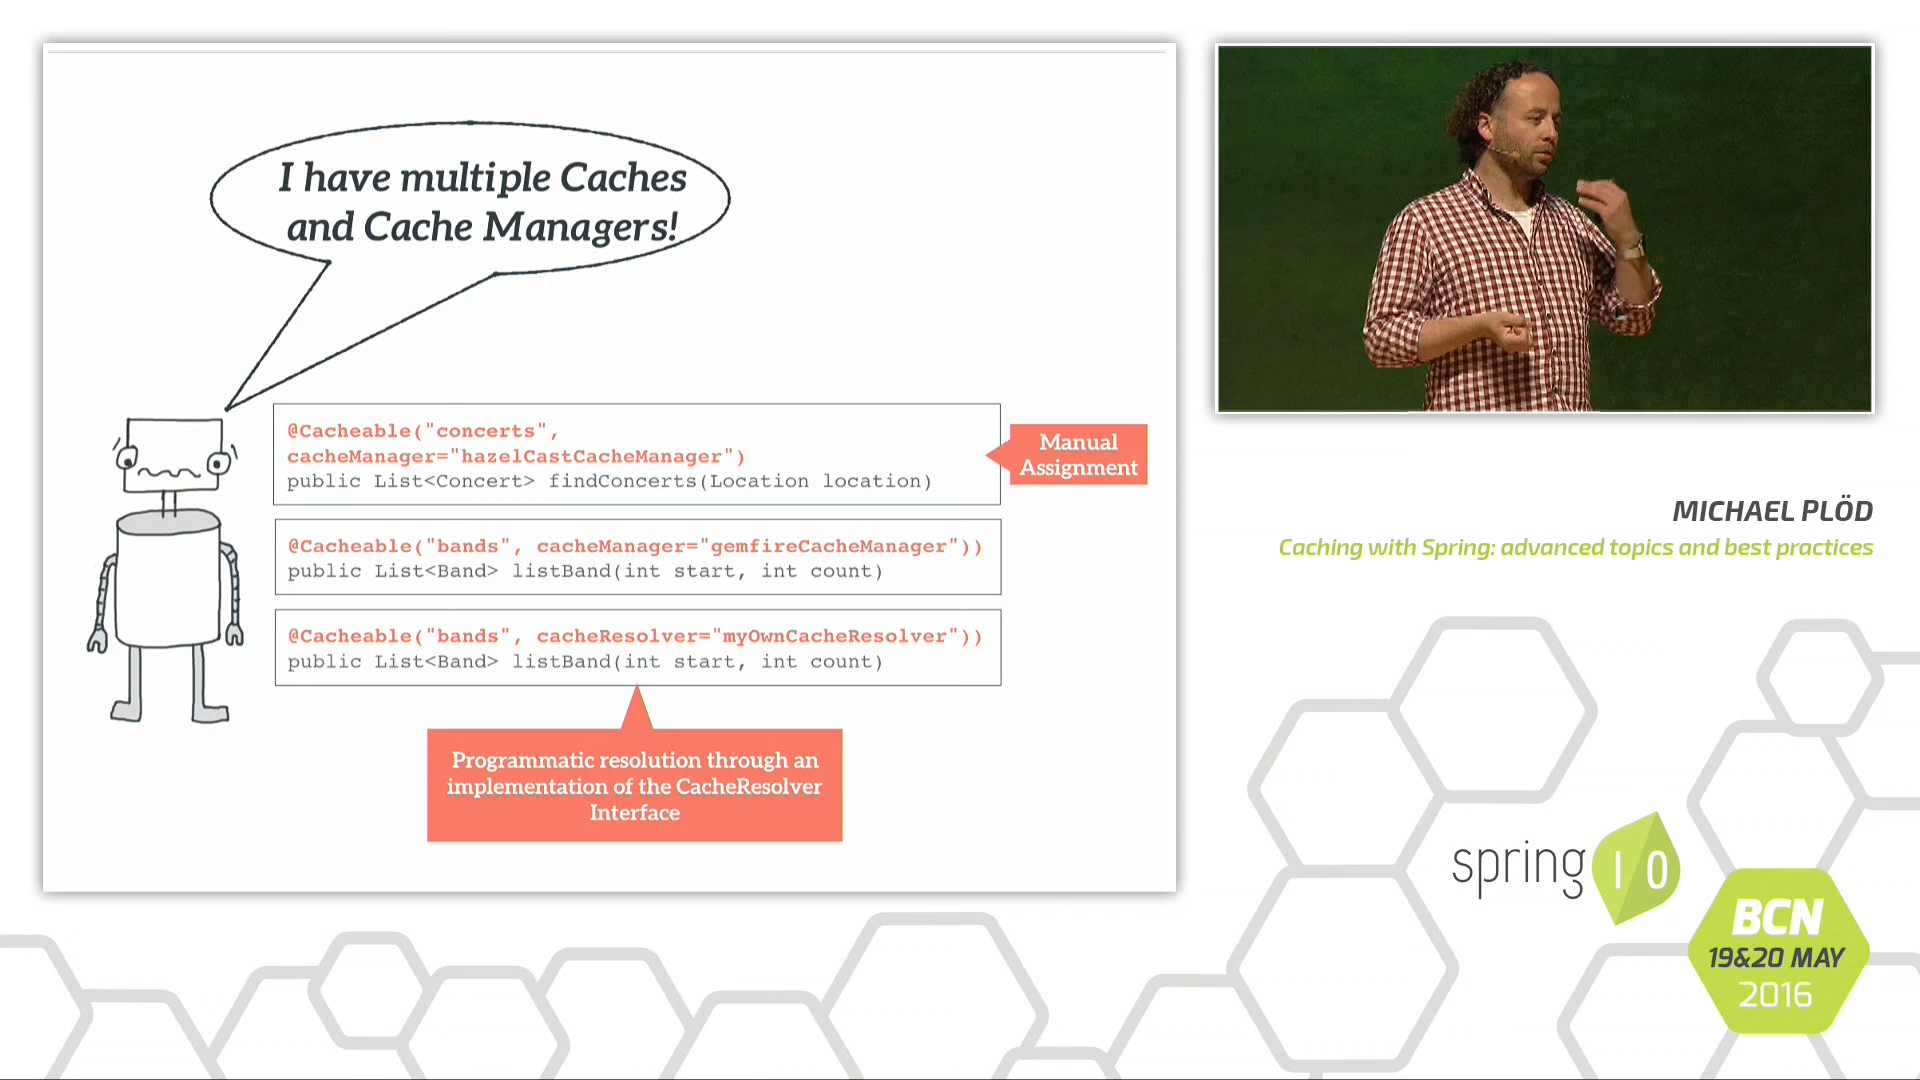 I have multiple Caches
and Cache Managers!
@Cacheable("concerts",
cacheManager="hazelCastCacheManager")
public List<Concert> findConcerts(Location location)
Manual
Assignment
@Cacheable("bands", cacheManager="gemfireCacheManager"))
public List<Band> listBand(int start, int count)
@Cacheable("bands", cacheResolver="myOwnCacheResolver"))
public List<Band> listBand(int start, int count)
Programmatic resolution through an
implementation of the CacheResolver
Interface
MICHAEL PLÖD
Caching with Spring: advanced topics and best practices
spring I O
BCN
19&20 MAY
2016